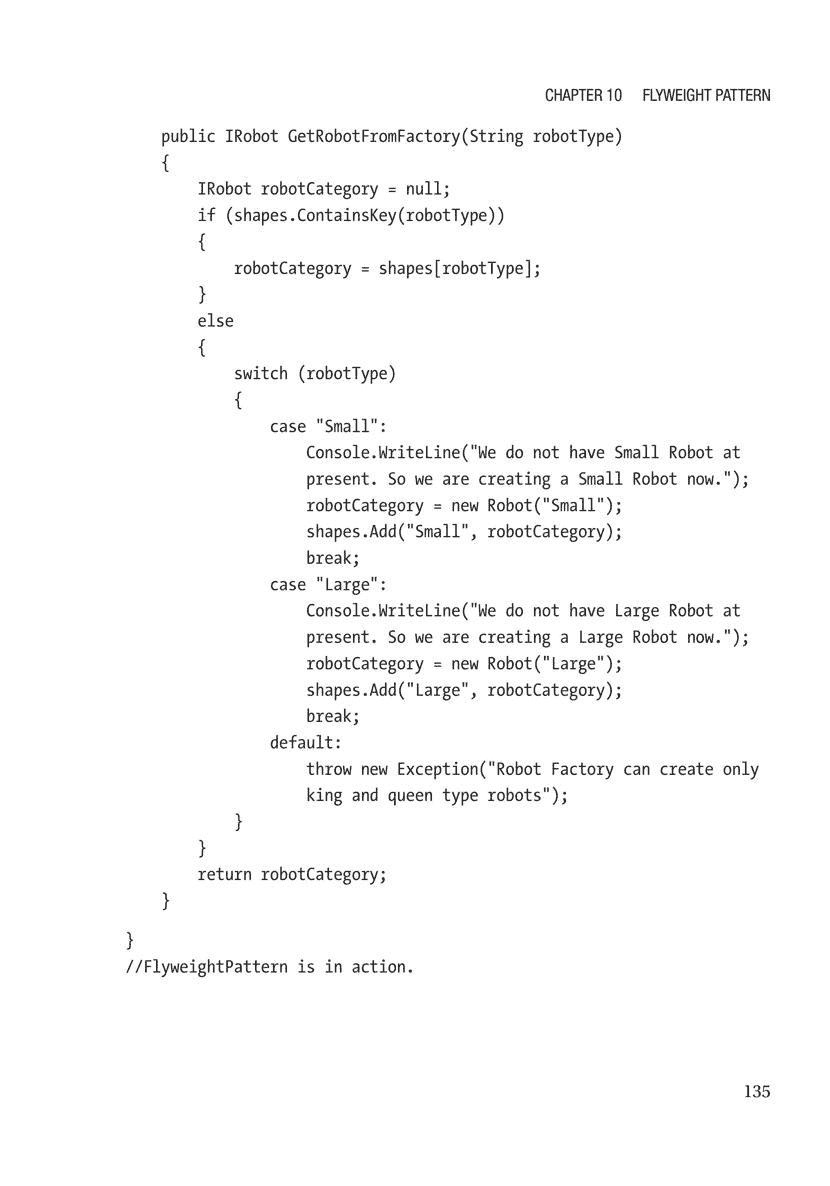 CHAPTER 10 FLYWEIGHT PATTERN
public IRobot GetRobotFromFactory(String robotType)
{
IRobot robotCategory = null;
if (shapes.ContainsKey(robotType))
{
robotCategory = shapes[robotType];
}
else
{
switch (robotType)
{
case "Small":
Console.WriteLine("We do not have Small Robot at
present. So we are creating a Small Robot now.");
robotCategory = new Robot("Small");
shapes.Add("Small", robotCategory);
break;
case "Large":
Console.WriteLine("We do not have Large Robot at
present. So we are creating a Large Robot now.");
robotCategory = new Robot("Large");
shapes.Add("Large", robotCategory);
break;
default:
throw new Exception("Robot Factory can create only
king and queen type robots");
}
}
return robotCategory;
}
}
//FlyweightPattern is in action.
135